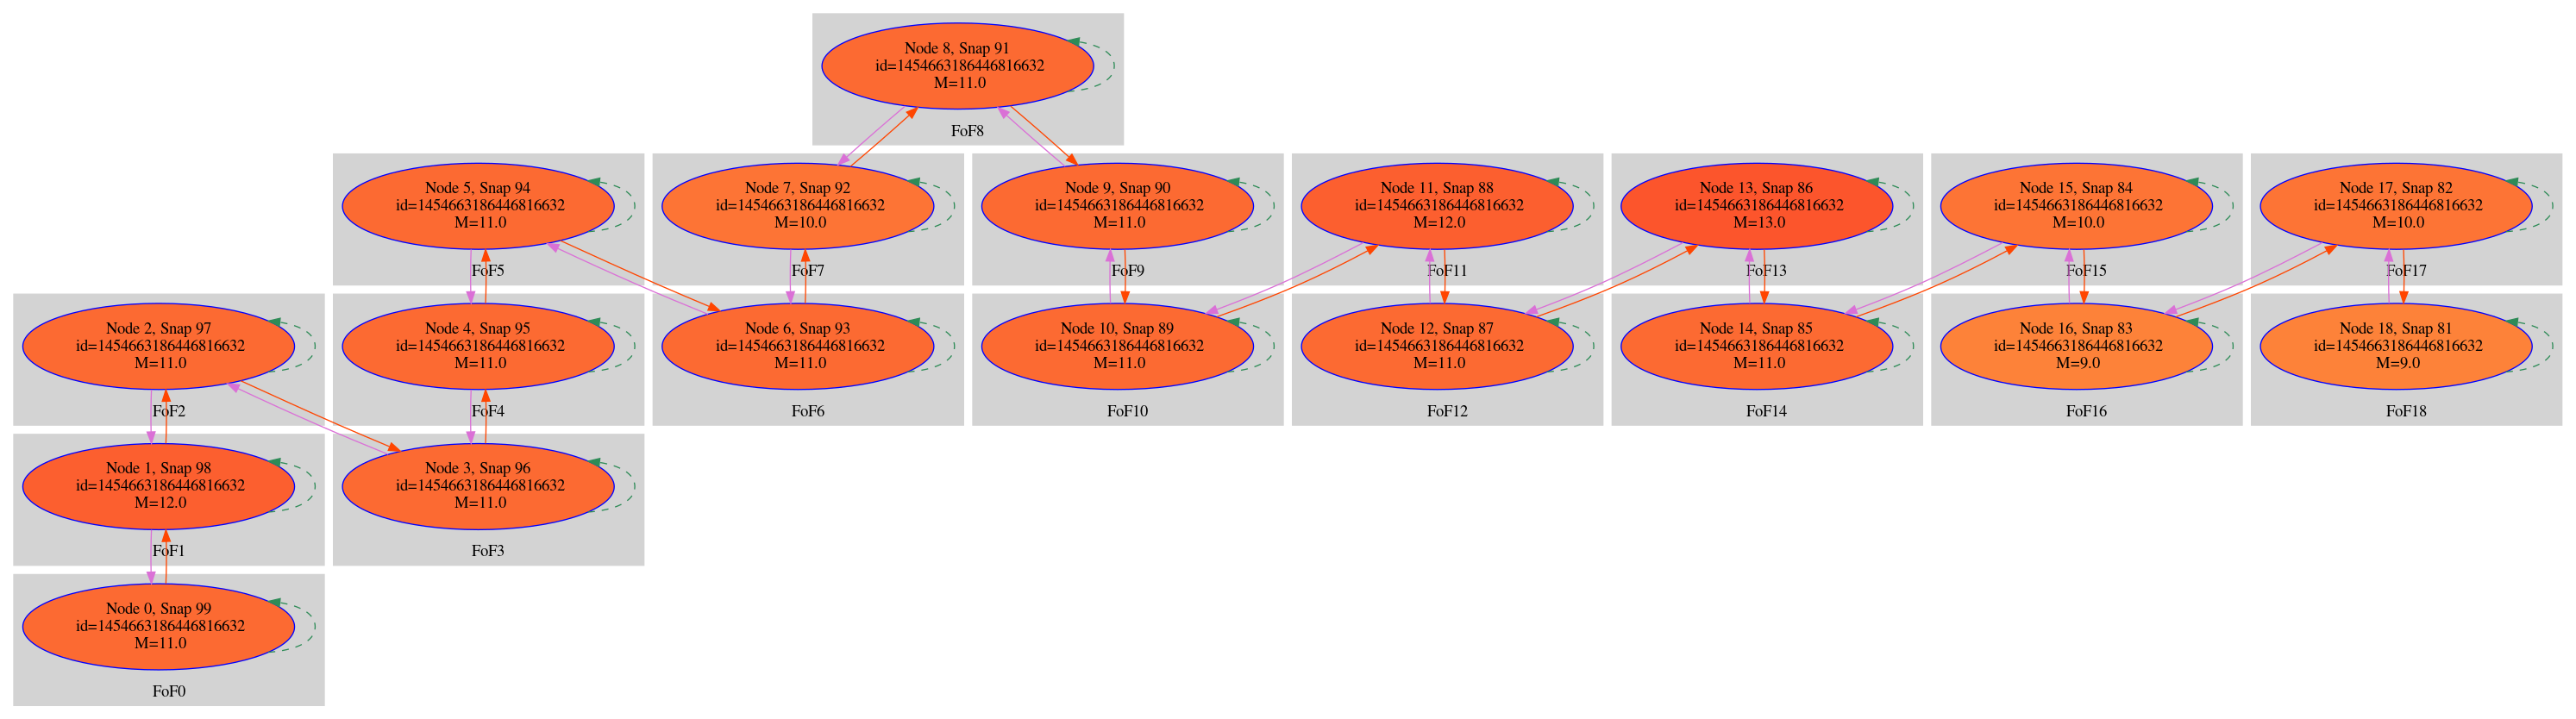 Node 8, Snap 91
id=1454663186446816632
M=11.0
FoF8
Node 5, Snap 94
id=1454663186446816632
M=11.0
FoF5
Node 7, Snap 92
id=1454663186446816632
M=10.0
FoF7
Node 9, Snap 90
id=1454663186446816632
M=11.0
FoF9
Node 11, Snap 88
id=1454663186446816632
M=12.0
FoF11
Node 13, Snap 86
id=1454663186446816632
M=13.0
FoF13
Node 15, Snap 84
id=1454663186446816632
M=10.0
FoF15
Node 17, Snap 82
id=1454663186446816632
M=10.0
FoF17
Node 2, Snap 97
id=1454663186446816632
M=11.0
FoF2
Node 4, Snap 95
id=1454663186446816632
M=11.0
FoF4
Node 6, Snap 93
id=1454663186446816632
M=11.0
FoF6
Node 10, Snap 89
id=1454663186446816632
M=11.0
FoF10
Node 12, Snap 87
id=1454663186446816632
M=11.0
FoF12
Node 14, Snap 85
id=1454663186446816632
M=11.0
FoF14
Node 16, Snap 83
id=1454663186446816632
M=9.0
FoF16
Node 18, Snap 81
id=1454663186446816632
M=9.0
FoF18
Node 1, Snap 98
id=1454663186446816632
M=12.0
FoF1
Node 3, Snap 96
id=1454663186446816632
M=11.0
FoF3
Node 0, Snap 99
id=1454663186446816632
M=11.0
FoF0